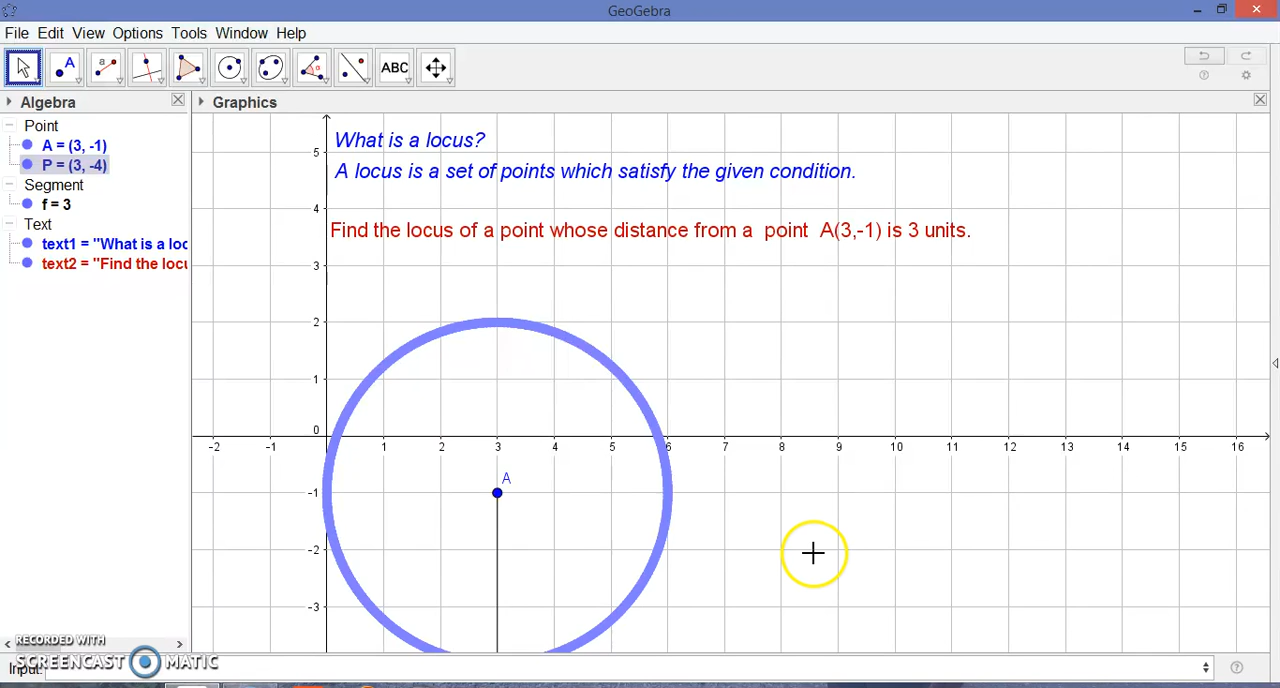 GeoGebra
File Edit View Options Tools Window Help
A a ABC
Algebra
Graphics
Point
A = (3, -1)
P = (3, -4)
Segment
f = 3
Text
text1 = "What is a loc
text2 = "Find the locu
What is a locus?
A locus is a set of points which satisfy the given condition.
Find the locus of a point whose distance from a point A(3,-1) is 3 units.
5
4
3
2
1
0
-2 -1 1 2 3 4 5 6 7 8 9 10 11 12 13 14 15 16
A
-1
-2
-3
RECORDED WITH
SCREENCAST MATIC
Input: